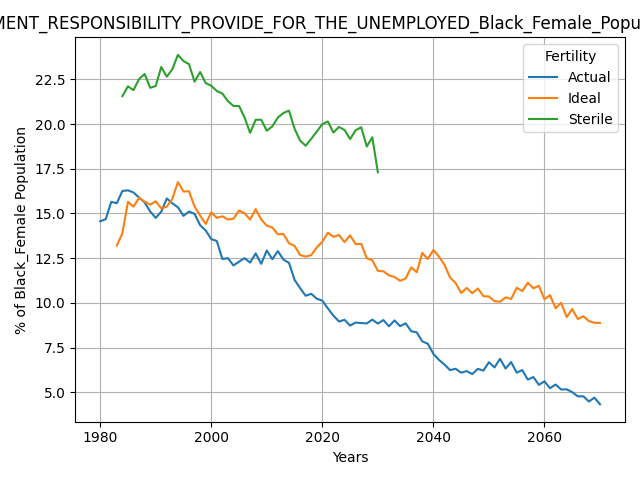 MENT_RESPONSIBILITY_PROVIDE_FOR_THE_UNEMPLOYED_Black_Female_Popu
Fertility
Actual
Ideal
Sterile
% of Black_Female Population
22.5
20.0
17.5
15.0
12.5
10.0
7.5
5.0
1980 2000 2020 2040 2060
Years